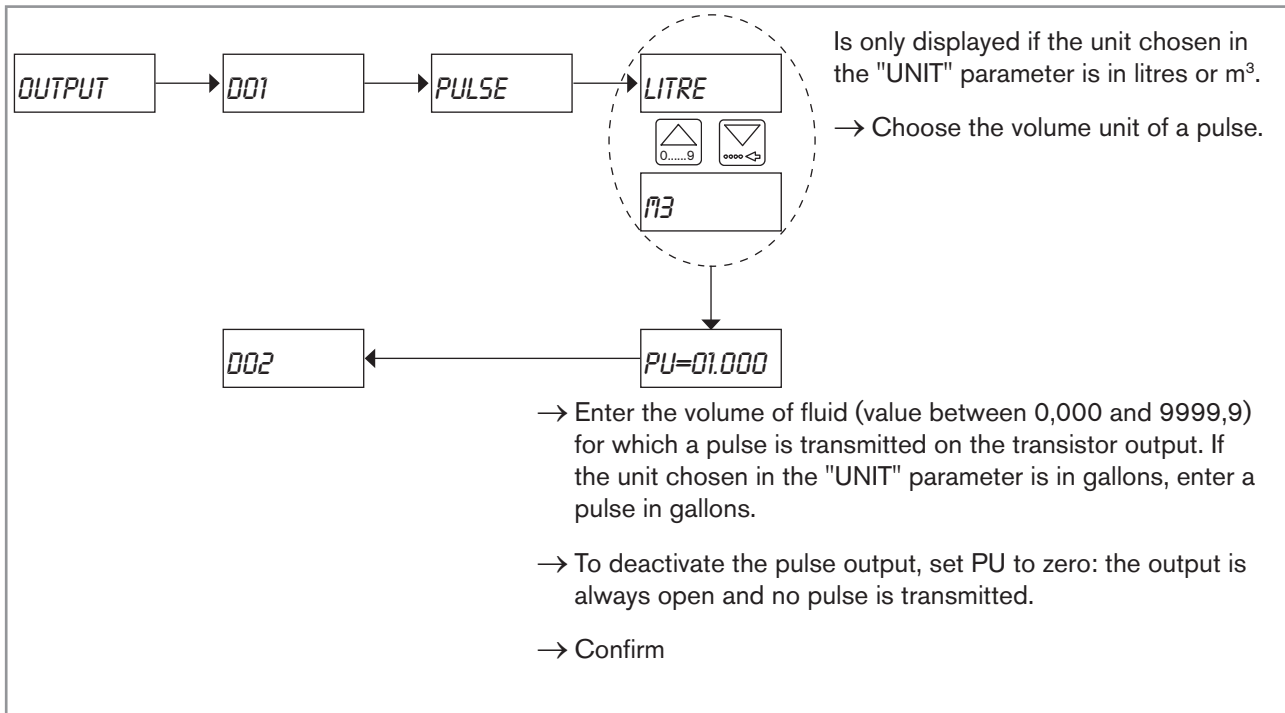 OUTPUT
DO1
PULSE
LITRE
0......9
M3
Is only displayed if the unit chosen in
the "UNIT" parameter is in litres or m³.
→ Choose the volume unit of a pulse.
DO2
PU=01.000
→ Enter the volume of fluid (value between 0,000 and 9999,9)
for which a pulse is transmitted on the transistor output. If
the unit chosen in the "UNIT" parameter is in gallons, enter a
pulse in gallons.
→ To deactivate the pulse output, set PU to zero: the output is
always open and no pulse is transmitted.
→ Confirm